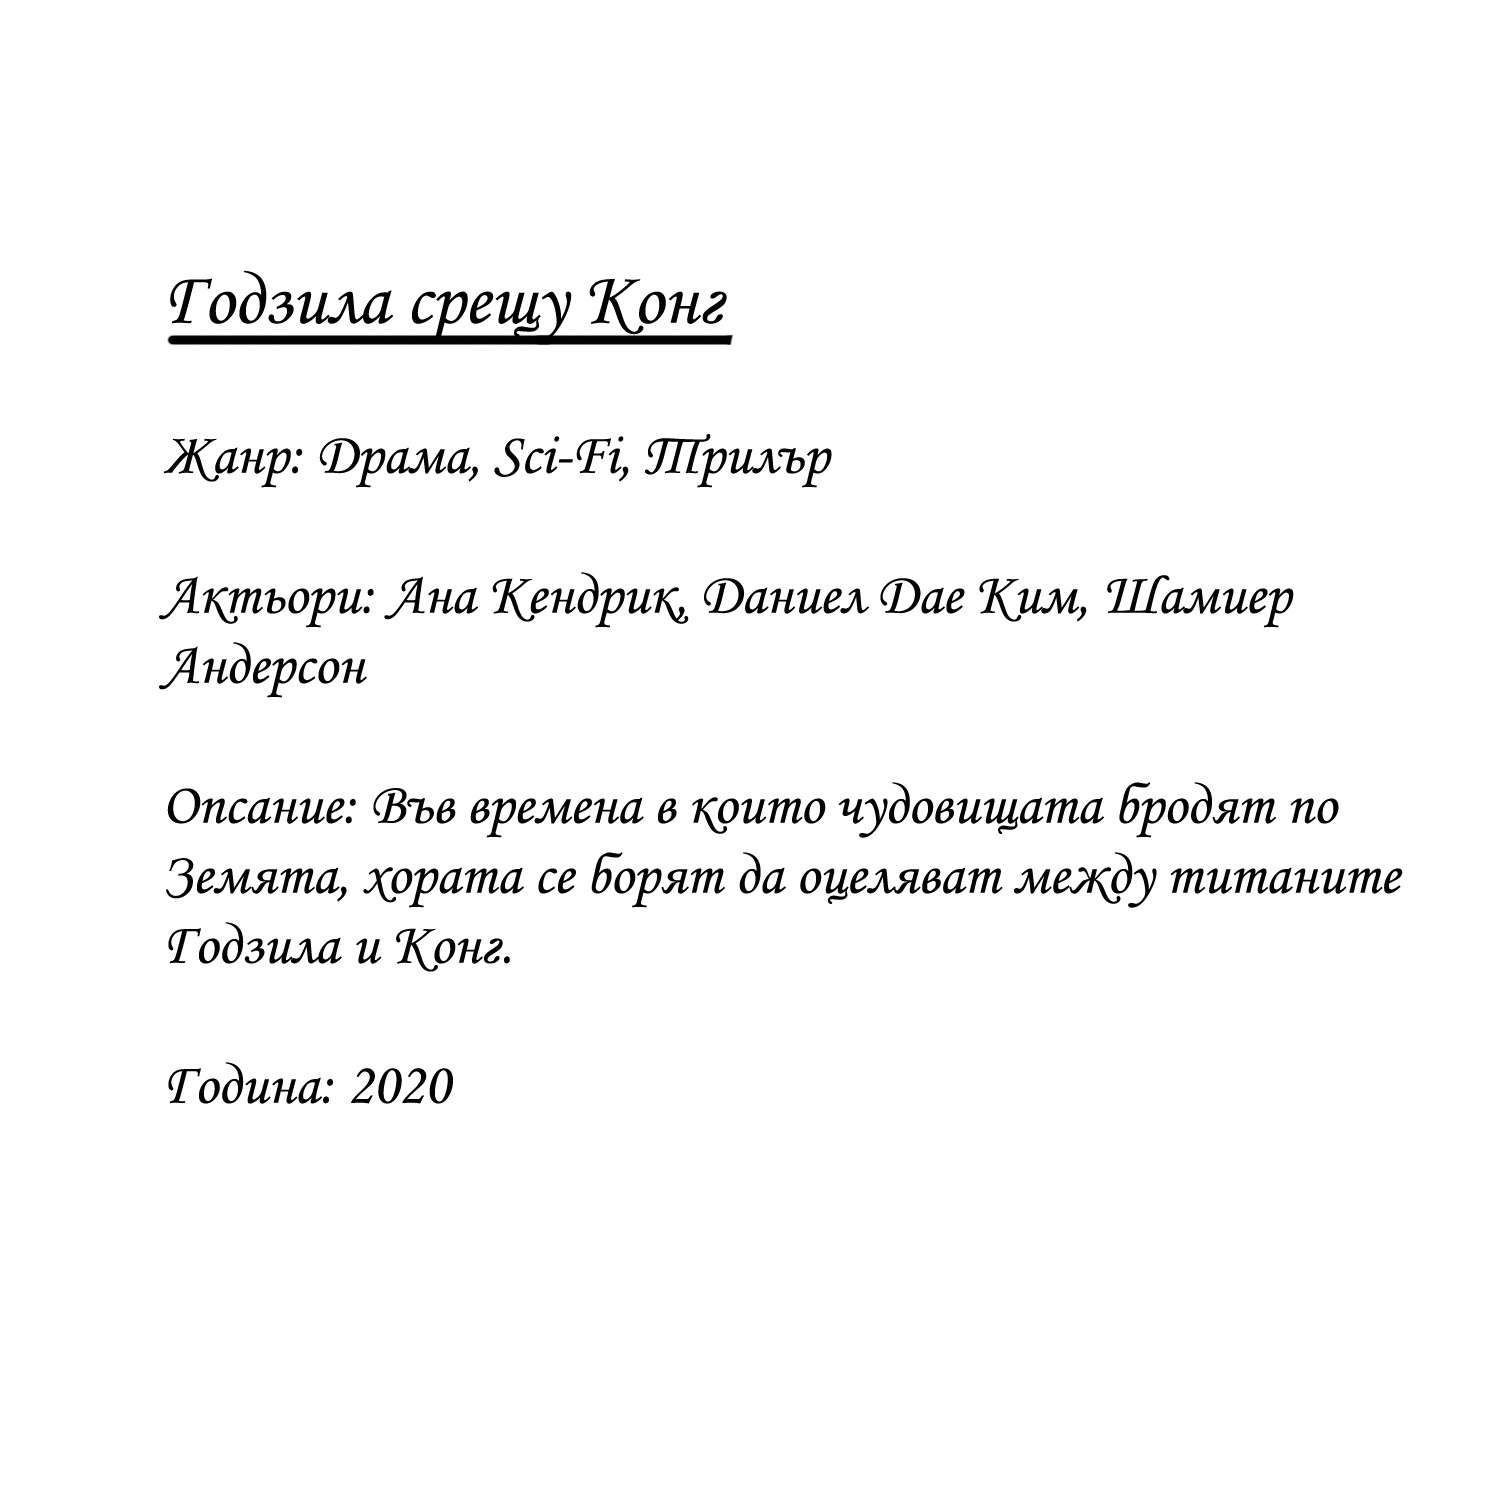 Годзила срещу Конг
Жанр: Драма, Sci-Fi, Трилър
Актьори: Ана Кендрик, Даниел Дае Ким, Шамиер
Андерсон
Опсание: Във времена в които чудовищата бродят по
Земята, хората се борят да оцеляват между титаните
Годзила и Конг.
Година: 2020